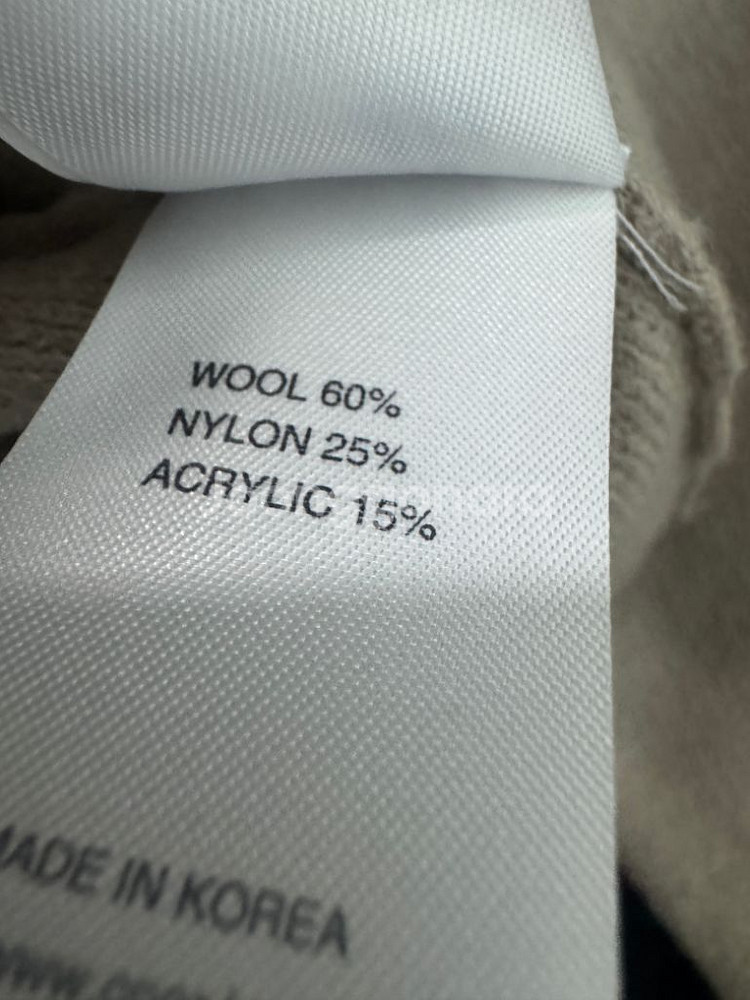 WOOL 60%
NYLON 25%
ACRYLIC 15%
MADE IN KOREA